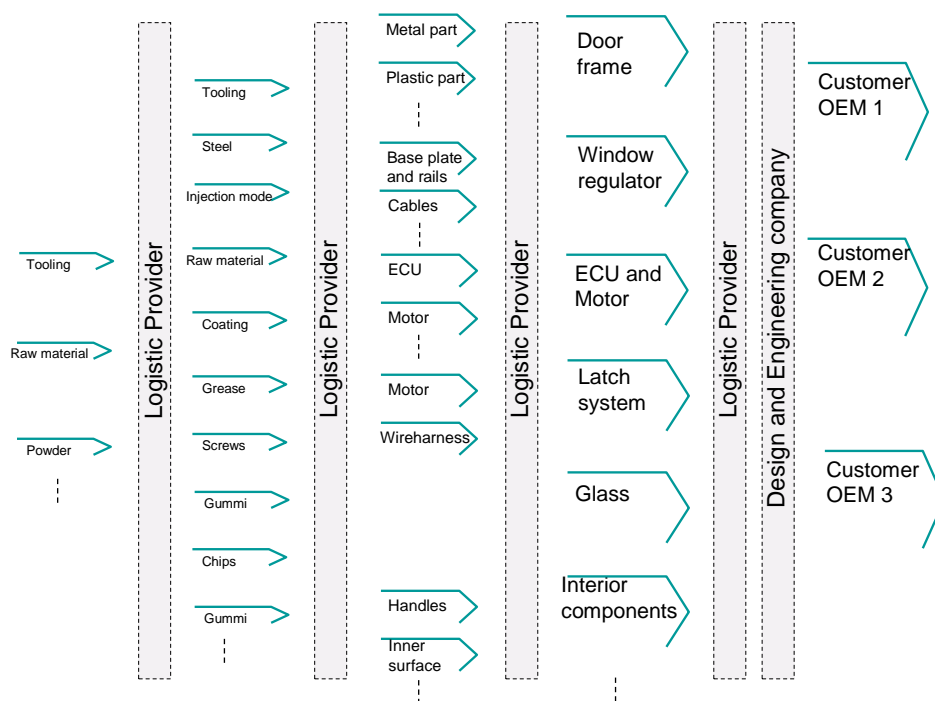 Tooling
Raw material
Powder
Logistic Provider
Tooling
Steel
Injection mode
Raw material
Coating
Grease
Screws
Gummi
Chips
Gummi
Logistic Provider
Metal part
Plastic part
Base plate
and rails
Cables
ECU
Motor
Motor
Wireharness
Handles
Inner
surface
Logistic Provider
Door
frame
Window
regulator
ECU and
Motor
Latch
system
Glass
Interior
components
Logistic Provider
Design and Engineering company
Customer
OEM 1
Customer
OEM 2
Customer
OEM 3